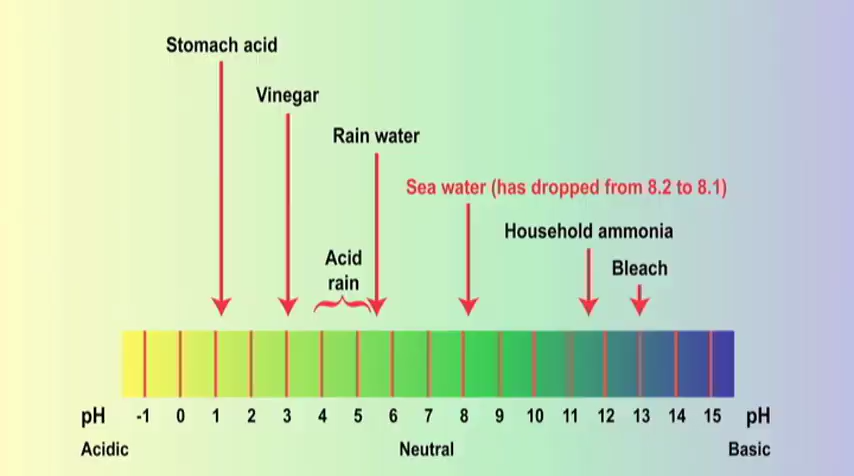 Stomach acid
Vinegar
Rain water
Sea water (has dropped from 8.2 to 8.1)
Household ammonia
Acid
rain
Bleach
pH -1 0 1 2 3 4 5 6 7 8 9 10 11 12 13 14 15 pH
Acidic Neutral Basic